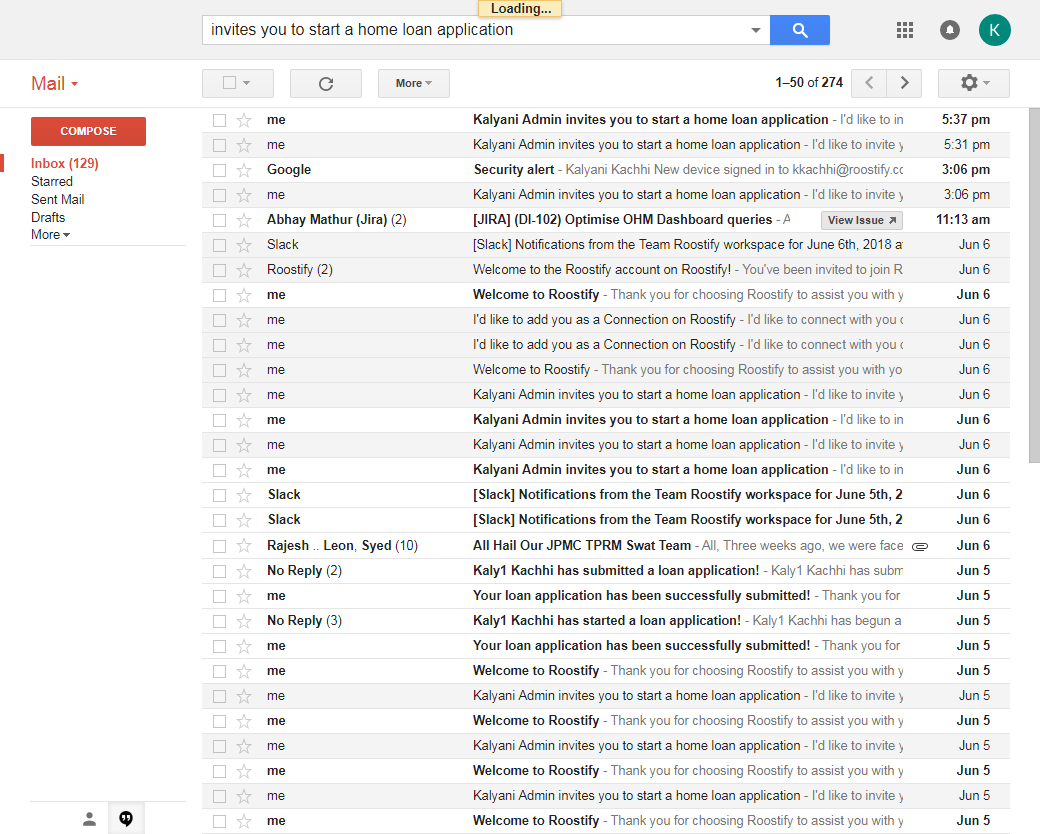 Loading...
invites you to start a home loan application
K
Mail
More
1–50 of 274
COMPOSE
Inbox (129)
Starred
Sent Mail
Drafts
More
me Kalyani Admin invites you to start a home loan application - I'd like to in 5:37 pm
me Kalyani Admin invites you to start a home loan application - I'd like to invite y 5:31 pm
Google Security alert - Kalyani Kachhi New device signed in to kkachhi@roostify.co 3:06 pm
me Kalyani Admin invites you to start a home loan application - I'd like to invite y 3:06 pm
Abhay Mathur (Jira) (2) [JIRA] (DI-102) Optimise OHM Dashboard queries - A View Issue 11:13 am
Slack [Slack] Notifications from the Team Roostify workspace for June 6th, 2018 a Jun 6
Roostify (2) Welcome to the Roostify account on Roostify! - You've been invited to join R Jun 6
me Welcome to Roostify - Thank you for choosing Roostify to assist you with y Jun 6
me I'd like to add you as a Connection on Roostify - I'd like to connect with you o Jun 6
me I'd like to add you as a Connection on Roostify - I'd like to connect with you o Jun 6
me Welcome to Roostify - Thank you for choosing Roostify to assist you with yo Jun 6
me Kalyani Admin invites you to start a home loan application - I'd like to invite y Jun 6
me Kalyani Admin invites you to start a home loan application - I'd like to in Jun 6
me Kalyani Admin invites you to start a home loan application - I'd like to invite y Jun 6
me Kalyani Admin invites you to start a home loan application - I'd like to in Jun 6
Slack [Slack] Notifications from the Team Roostify workspace for June 5th, 2 Jun 6
Slack [Slack] Notifications from the Team Roostify workspace for June 5th, 2 Jun 6
Rajesh .. Leon, Syed (10) All Hail Our JPMC TPRM Swat Team - All, Three weeks ago, we were face Jun 6
No Reply (2) Kaly1 Kachhi has submitted a loan application! - Kaly1 Kachhi has subm Jun 5
me Your loan application has been successfully submitted! - Thank you for Jun 5
No Reply (3) Kaly1 Kachhi has started a loan application! - Kaly1 Kachhi has begun a Jun 5
me Your loan application has been successfully submitted! - Thank you for Jun 5
me Welcome to Roostify - Thank you for choosing Roostify to assist you with y Jun 5
me Kalyani Admin invites you to start a home loan application - I'd like to invite y Jun 5
me Welcome to Roostify - Thank you for choosing Roostify to assist you with y Jun 5
me Kalyani Admin invites you to start a home loan application - I'd like to invite y Jun 5
me Welcome to Roostify - Thank you for choosing Roostify to assist you with y Jun 5
me Kalyani Admin invites you to start a home loan application - I'd like to invite y Jun 5
me Welcome to Roostify - Thank you for choosing Roostify to assist you with y Jun 5